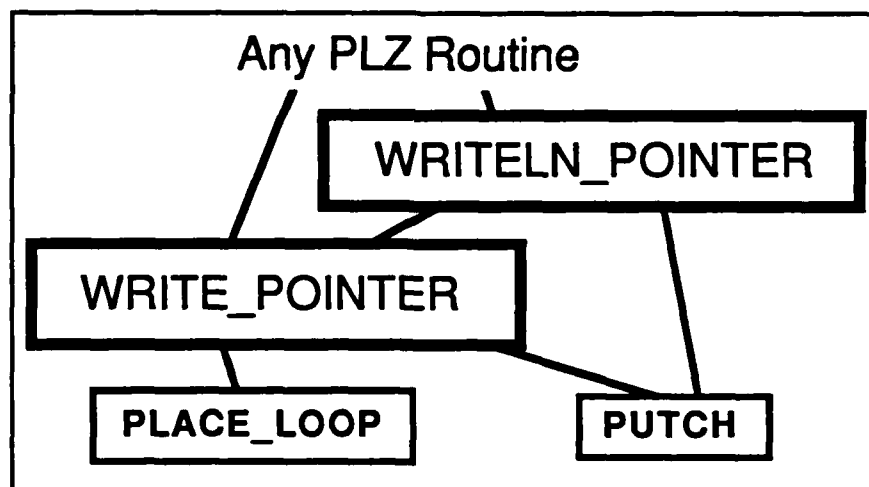 Any PLZ Routine
WRITELN_POINTER
WRITE_POINTER
PLACE_LOOP
PUTCH